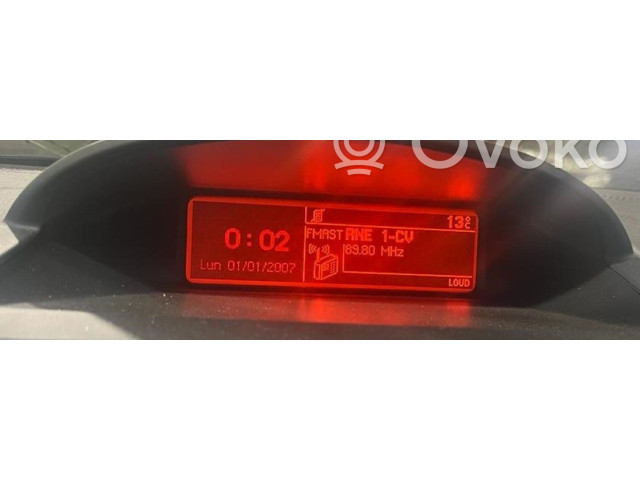 Ovoko
13°C
0:02
FMAST RNE 1-CV
89.80 MHz
Lun 01/01/2007
LOUD